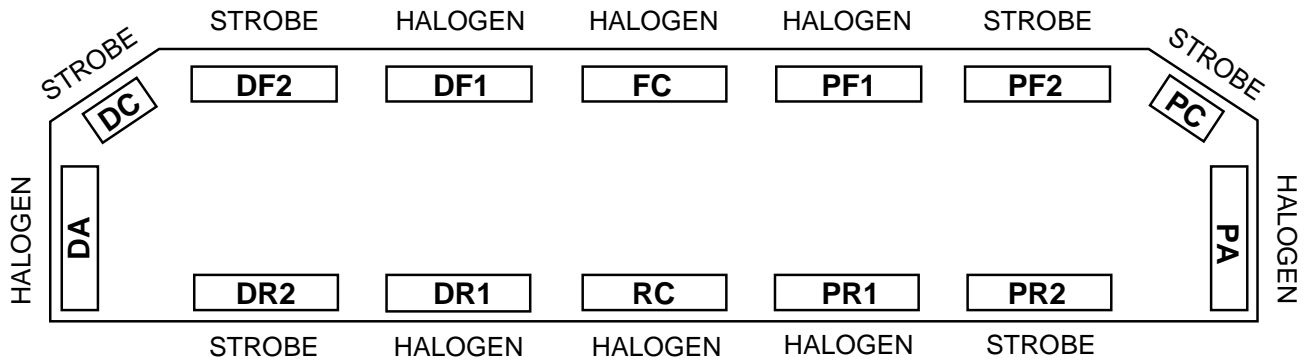 STROBE HALOGEN HALOGEN HALOGEN STROBE
STROBE STROBE
DF2 DF1 FC PF1 PF2
DC PC
HALOGEN DA PA HALOGEN
DR2 DR1 RC PR1 PR2
STROBE HALOGEN HALOGEN HALOGEN STROBE